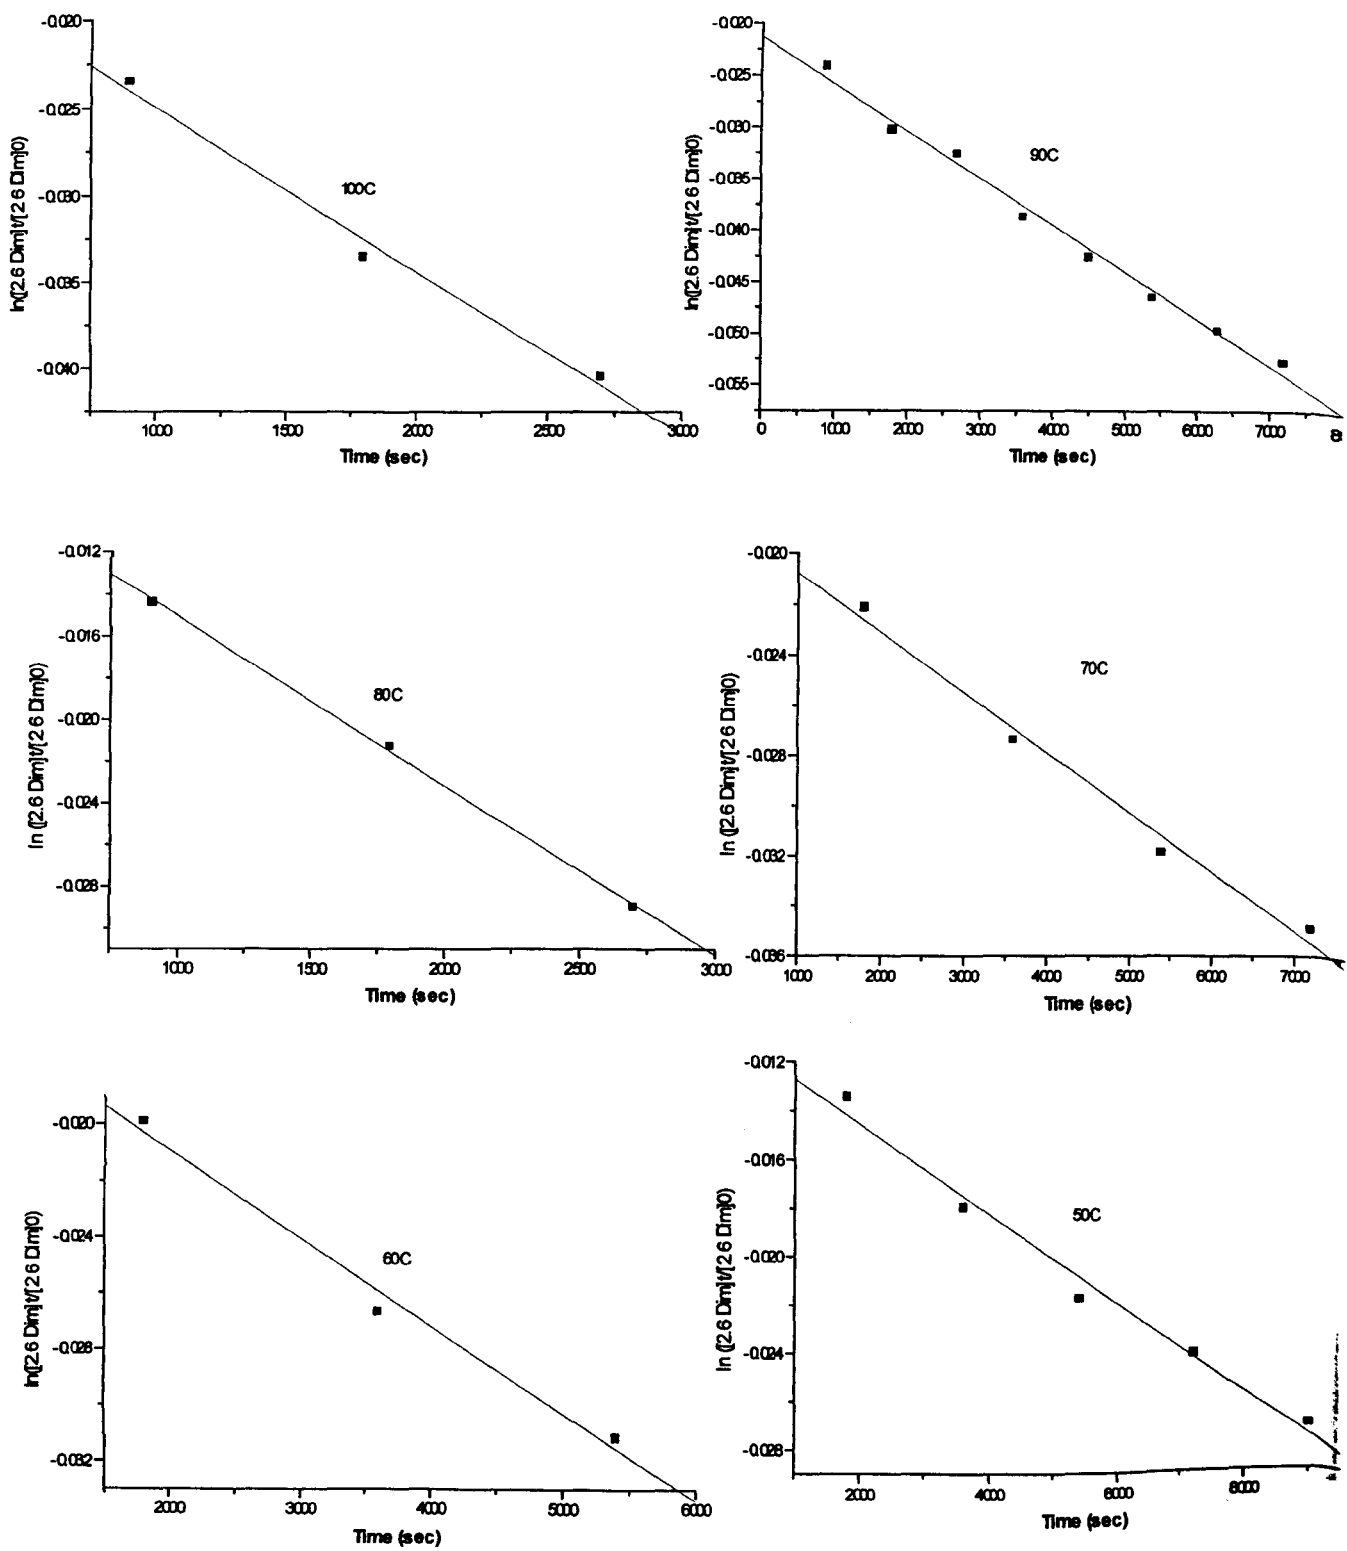 -0.020
-0.025
-0.030
-0.035
-0.040
ln([2.6 Dim]t/[2.6 Dim]0)
100C
1000 1500 2000 2500 3000
Time (sec)
-0.020
-0.025
-0.030
-0.035
-0.040
-0.045
-0.050
-0.055
ln([2.6 Dim]t/[2.6 Dim]0)
90C
0 1000 2000 3000 4000 5000 6000 7000
Time (sec)
-0.012
-0.016
-0.020
-0.024
-0.028
ln ([2.6 Dim]t/[2.6 Dim]0)
80C
1000 1500 2000 2500 3000
Time (sec)
-0.020
-0.024
-0.028
-0.032
-0.036
ln ([2.6 Dim]t/[2.6 Dim]0)
70C
1000 2000 3000 4000 5000 6000 7000
Time (sec)
-0.020
-0.024
-0.028
-0.032
ln([2.6 Dim]t/[2.6 Dim]0)
60C
2000 3000 4000 5000 6000
Time (sec)
-0.012
-0.016
-0.020
-0.024
-0.028
ln ([2.6 Dim]t/[2.6 Dim]0)
50C
2000 4000 6000 8000
Time (sec)